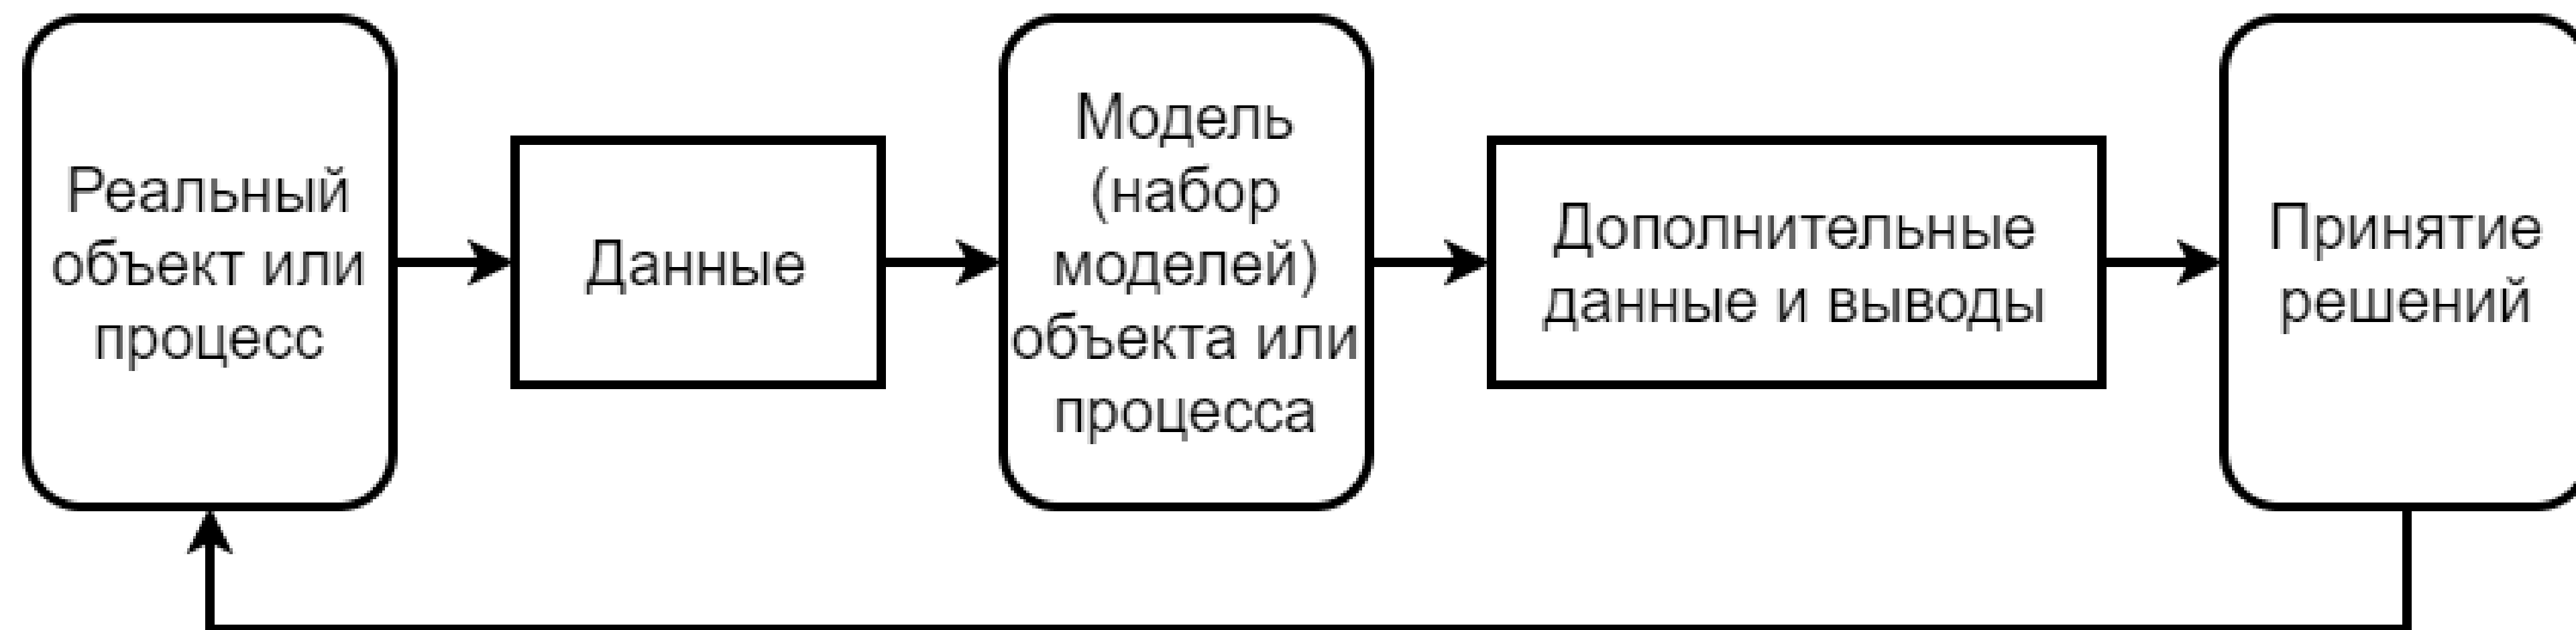 Реальный
объект или
процесс
Данные
Модель
(набор
моделей)
объекта или
процесса
Дополнительные
данные и выводы
Принятие
решений